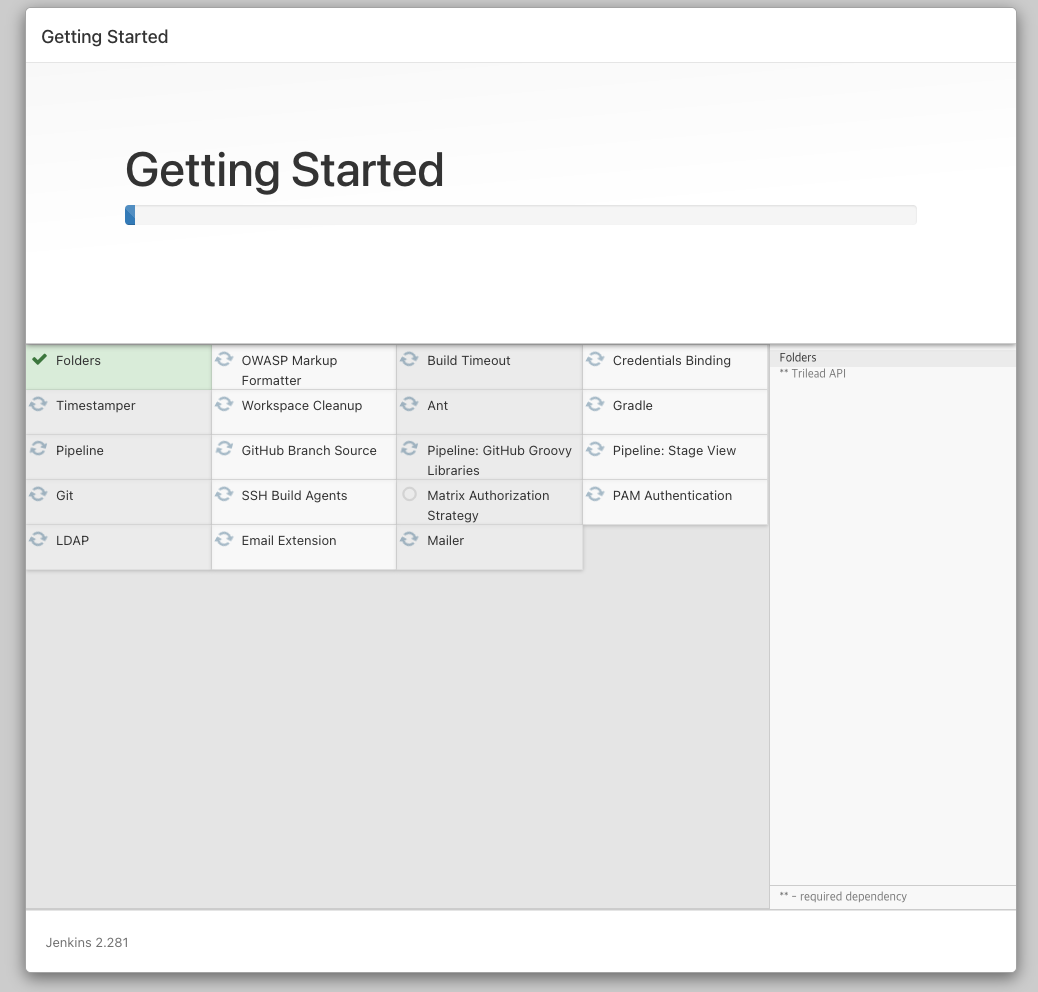 Getting Started
Getting Started
Folders
OWASP Markup
Formatter
Build Timeout
Credentials Binding
Timestamper
Workspace Cleanup
Ant
Gradle
Pipeline
GitHub Branch Source
Pipeline: GitHub Groovy
Libraries
Pipeline: Stage View
Git
SSH Build Agents
Matrix Authorization
Strategy
PAM Authentication
LDAP
Email Extension
Mailer
Folders
** Trilead API
** - required dependency
Jenkins 2.281